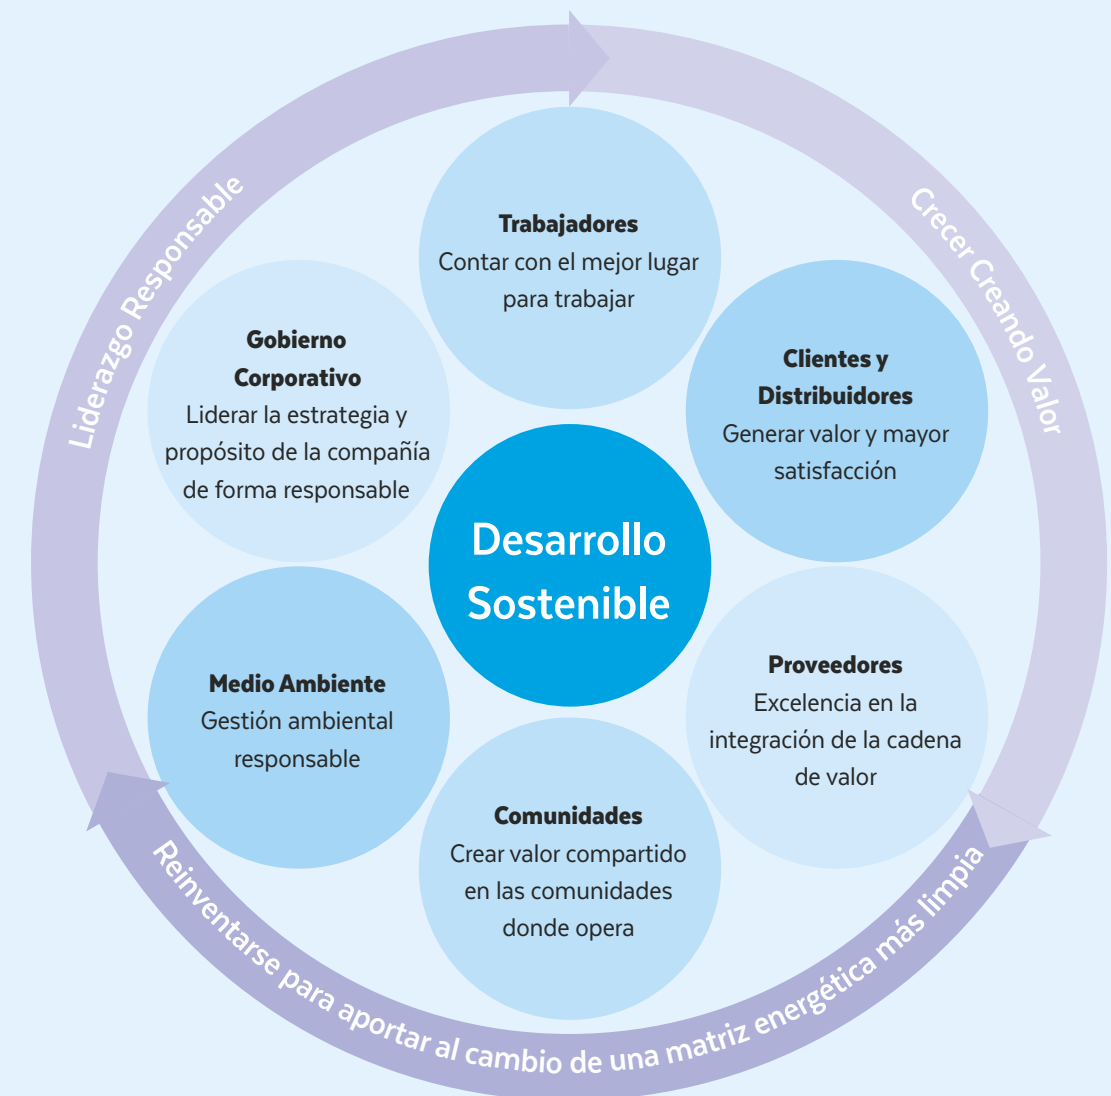 Liderazgo Responsable
Crecer Creando Valor
Trabajadores
Contar con el mejor lugar
para trabajar
Gobierno
Corporativo
Liderar la estrategia y
propósito de la compañía
de forma responsable
Clientes y
Distribuidores
Generar valor y mayor
satisfacción
Desarrollo
Sostenible
Medio Ambiente
Gestión ambiental
responsable
Proveedores
Excelencia en la
integración de la cadena
de valor
Comunidades
Crear valor compartido
en las comunidades
donde opera
Reinventarse para aportar al cambio de una matriz energética más limpia